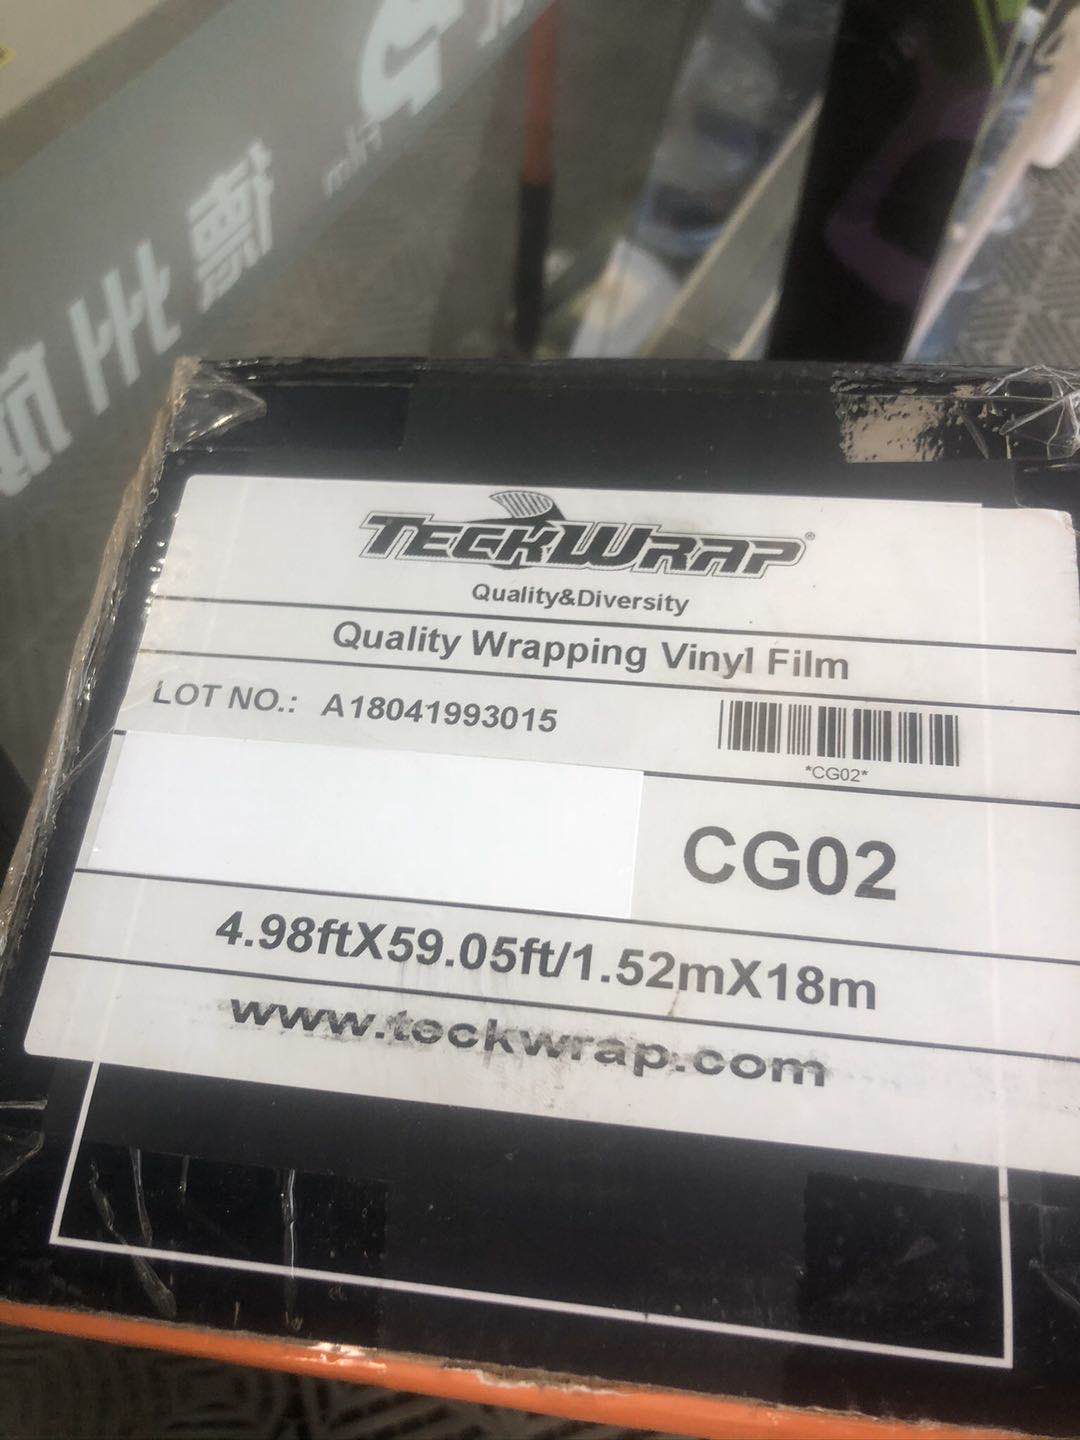 Film
TECKWRAP®
Quality&Diversity
Quality Wrapping Vinyl Film
LOT NO.: A18041993015
*CG02*
CG02
4.98ftX59.05ft/1.52mX18m
www.teckwrap.com